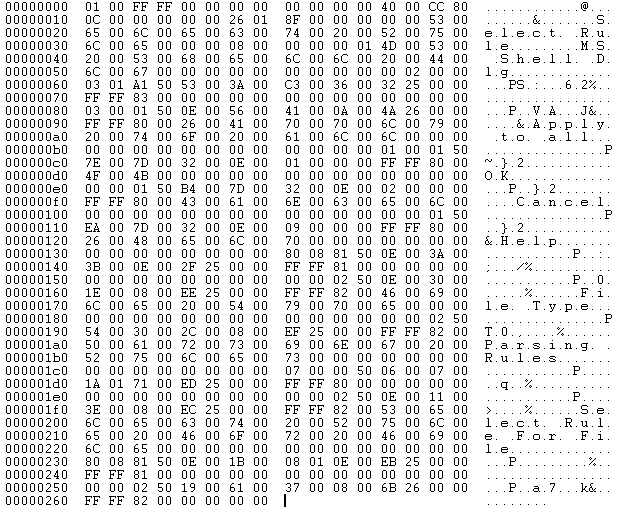 00000000 01 00 FF FF 00 00 00 00 00 00 00 00 40 00 CC 80 ............@...
00000010 0C 00 00 00 00 00 26 01 8F 00 00 00 00 00 53 00 ......&.......S.
00000020 65 00 6C 00 65 00 63 00 74 00 20 00 52 00 75 00 e.l.e.c.t. .R.u.
00000030 6C 00 65 00 00 00 08 00 00 00 00 01 4D 00 53 00 l.e.........M.S.
00000040 20 00 53 00 68 00 65 00 6C 00 6C 00 20 00 44 00  .S.h.e.l.l. .D.
00000050 6C 00 67 00 00 00 00 00 00 00 00 00 00 02 00 00 l.g.............
00000060 03 01 A1 50 53 00 3A 00 C3 00 36 00 32 25 00 00 ...PS.:...6.2%..
00000070 FF FF 83 00 00 00 00 00 00 00 00 00 00 00 00 00 ................
00000080 03 00 01 50 0E 00 56 00 41 00 0A 00 4A 26 00 00 ...P..V.A...J&..
00000090 FF FF 80 00 26 00 41 00 70 00 70 00 6C 00 79 00 ....&.A.p.p.l.y.
000000a0 20 00 74 00 6F 00 20 00 61 00 6C 00 6C 00 00 00  .t.o. .a.l.l...
000000b0 00 00 00 00 00 00 00 00 00 00 00 00 01 00 01 50 ...............P
000000c0 7E 00 7D 00 32 00 0E 00 01 00 00 00 FF FF 80 00 ~.}.2...........
000000d0 4F 00 4B 00 00 00 00 00 00 00 00 00 00 00 00 00 O.K.............
000000e0 00 00 01 50 B4 00 7D 00 32 00 0E 00 02 00 00 00 ...P..}.2.......
000000f0 FF FF 80 00 43 00 61 00 6E 00 63 00 65 00 6C 00 ....C.a.n.c.e.l.
00000100 00 00 00 00 00 00 00 00 00 00 00 00 00 00 01 50 ...............P
00000110 EA 00 7D 00 32 00 0E 00 09 00 00 00 FF FF 80 00 ..}.2...........
00000120 26 00 48 00 65 00 6C 00 70 00 00 00 00 00 00 00 &.H.e.l.p.......
00000130 00 00 00 00 00 00 00 00 80 08 81 50 0E 00 3A 00 ...........P..:.
00000140 3B 00 0E 00 2F 25 00 00 FF FF 81 00 00 00 00 00 ;.../%..........
00000150 00 00 00 00 00 00 00 00 00 00 02 50 0E 00 30 00 ...........P..0.
00000160 1E 00 08 00 EE 25 00 00 FF FF 82 00 46 00 69 00 .....%......F.i.
00000170 6C 00 65 00 20 00 54 00 79 00 70 00 65 00 00 00 l.e. .T.y.p.e...
00000180 00 00 00 00 00 00 00 00 00 00 00 00 00 00 02 50 ...............P
00000190 54 00 30 00 2C 00 08 00 EF 25 00 00 FF FF 82 00 T.0.,....%......
000001a0 50 00 61 00 72 00 73 00 69 00 6E 00 67 00 20 00 P.a.r.s.i.n.g. .
000001b0 52 00 75 00 6C 00 65 00 73 00 00 00 00 00 00 00 R.u.l.e.s.......
000001c0 00 00 00 00 00 00 00 00 07 00 00 50 06 00 07 00 ...........P....
000001d0 1A 01 71 00 ED 25 00 00 FF FF 80 00 00 00 00 00 ..q..%..........
000001e0 00 00 00 00 00 00 00 00 00 00 02 50 0E 00 11 00 ...........P....
000001f0 3E 00 08 00 EC 25 00 00 FF FF 82 00 53 00 65 00 >....%......S.e.
00000200 6C 00 65 00 63 00 74 00 20 00 52 00 75 00 6C 00 l.e.c.t. .R.u.l.
00000210 65 00 20 00 46 00 6F 00 72 00 20 00 46 00 69 00 e. .F.o.r. .F.i.
00000220 6C 00 65 00 00 00 00 00 00 00 00 00 00 00 00 00 l.e.............
00000230 80 08 81 50 0E 00 1B 00 08 01 0E 00 EB 25 00 00 ...P.........%..
00000240 FF FF 81 00 00 00 00 00 00 00 00 00 00 00 00 00 ................
00000250 00 00 02 50 19 00 61 00 37 00 08 00 6B 26 00 00 ...P..a.7...k&..
00000260 FF FF 82 00 00 00 00 00 ........